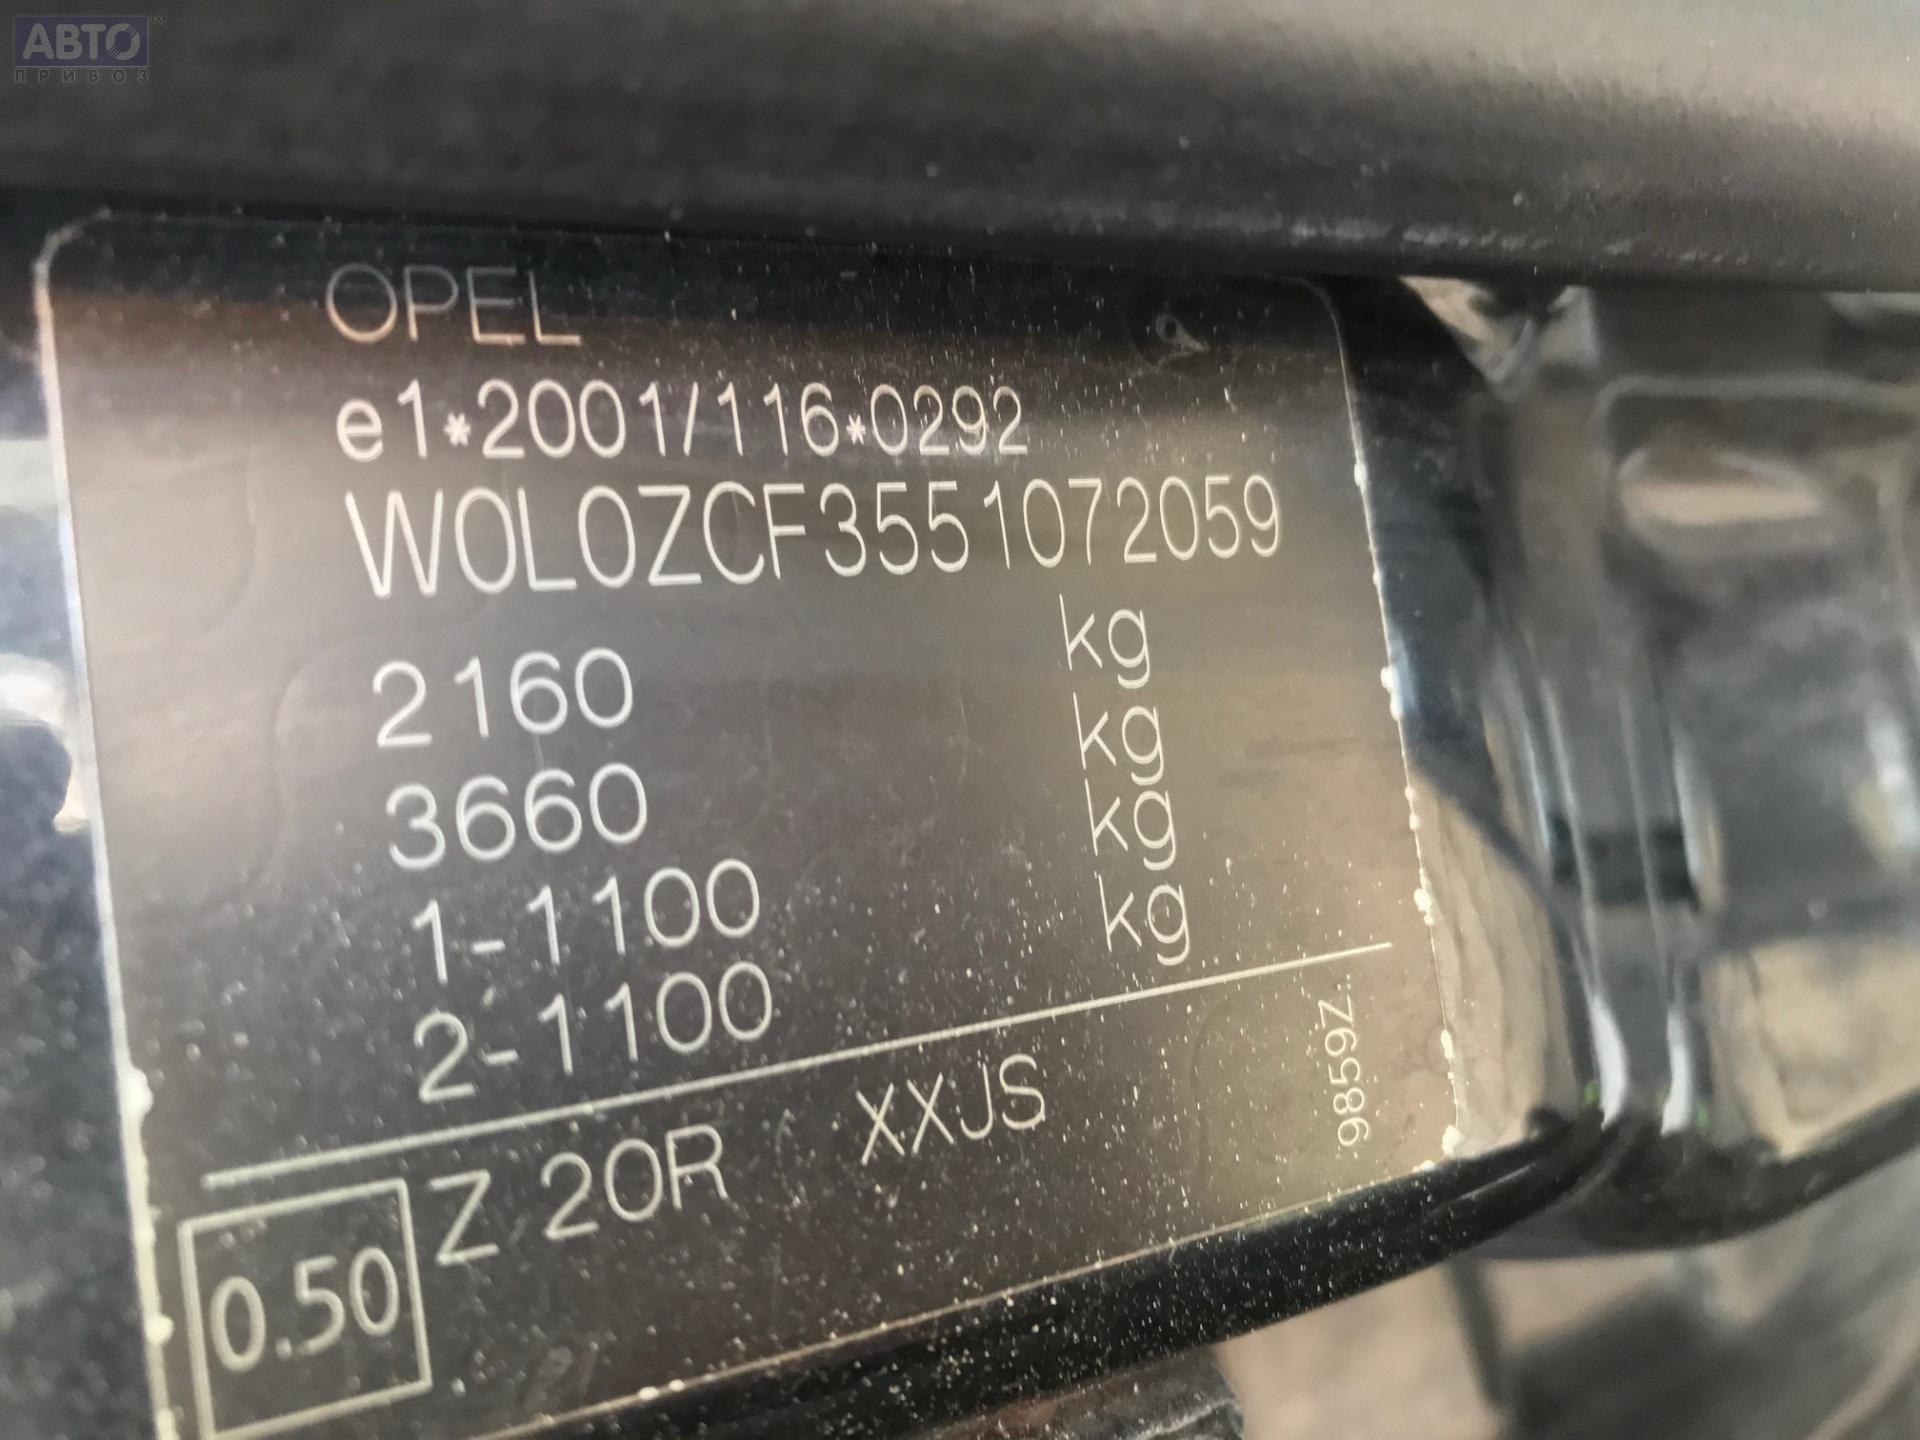 АВТО
ПРИВОЗ
OPEL
e1*2001/116*0292
W0L0ZCF3551072059
2160 kg
3660 kg
1-1100 kg
2-1100 kg
Z 20R XXJS
9859Z..
0.50